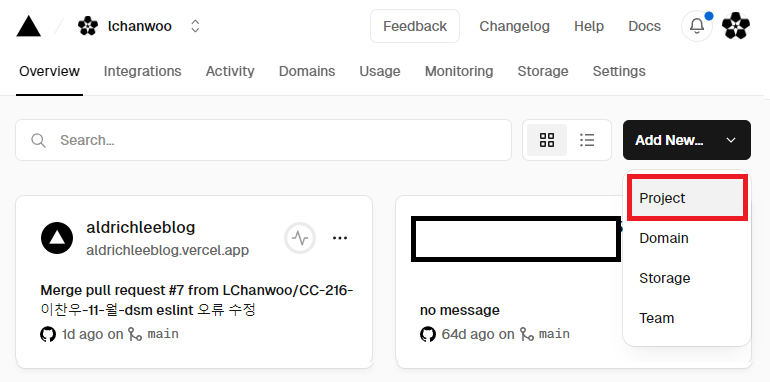 lchanwoo
Feedback
Changelog
Help
Docs
Overview
Integrations
Activity
Domains
Usage
Monitoring
Storage
Settings
Search...
Add New...
Project
Domain
Storage
Team
aldrichleeblog
aldrichleeblog.vercel.app
Merge pull request #7 from LChanwoo/CC-216-
이찬우-11-월-dsm eslint 오류 수정
1d ago on main
no message
64d ago on main